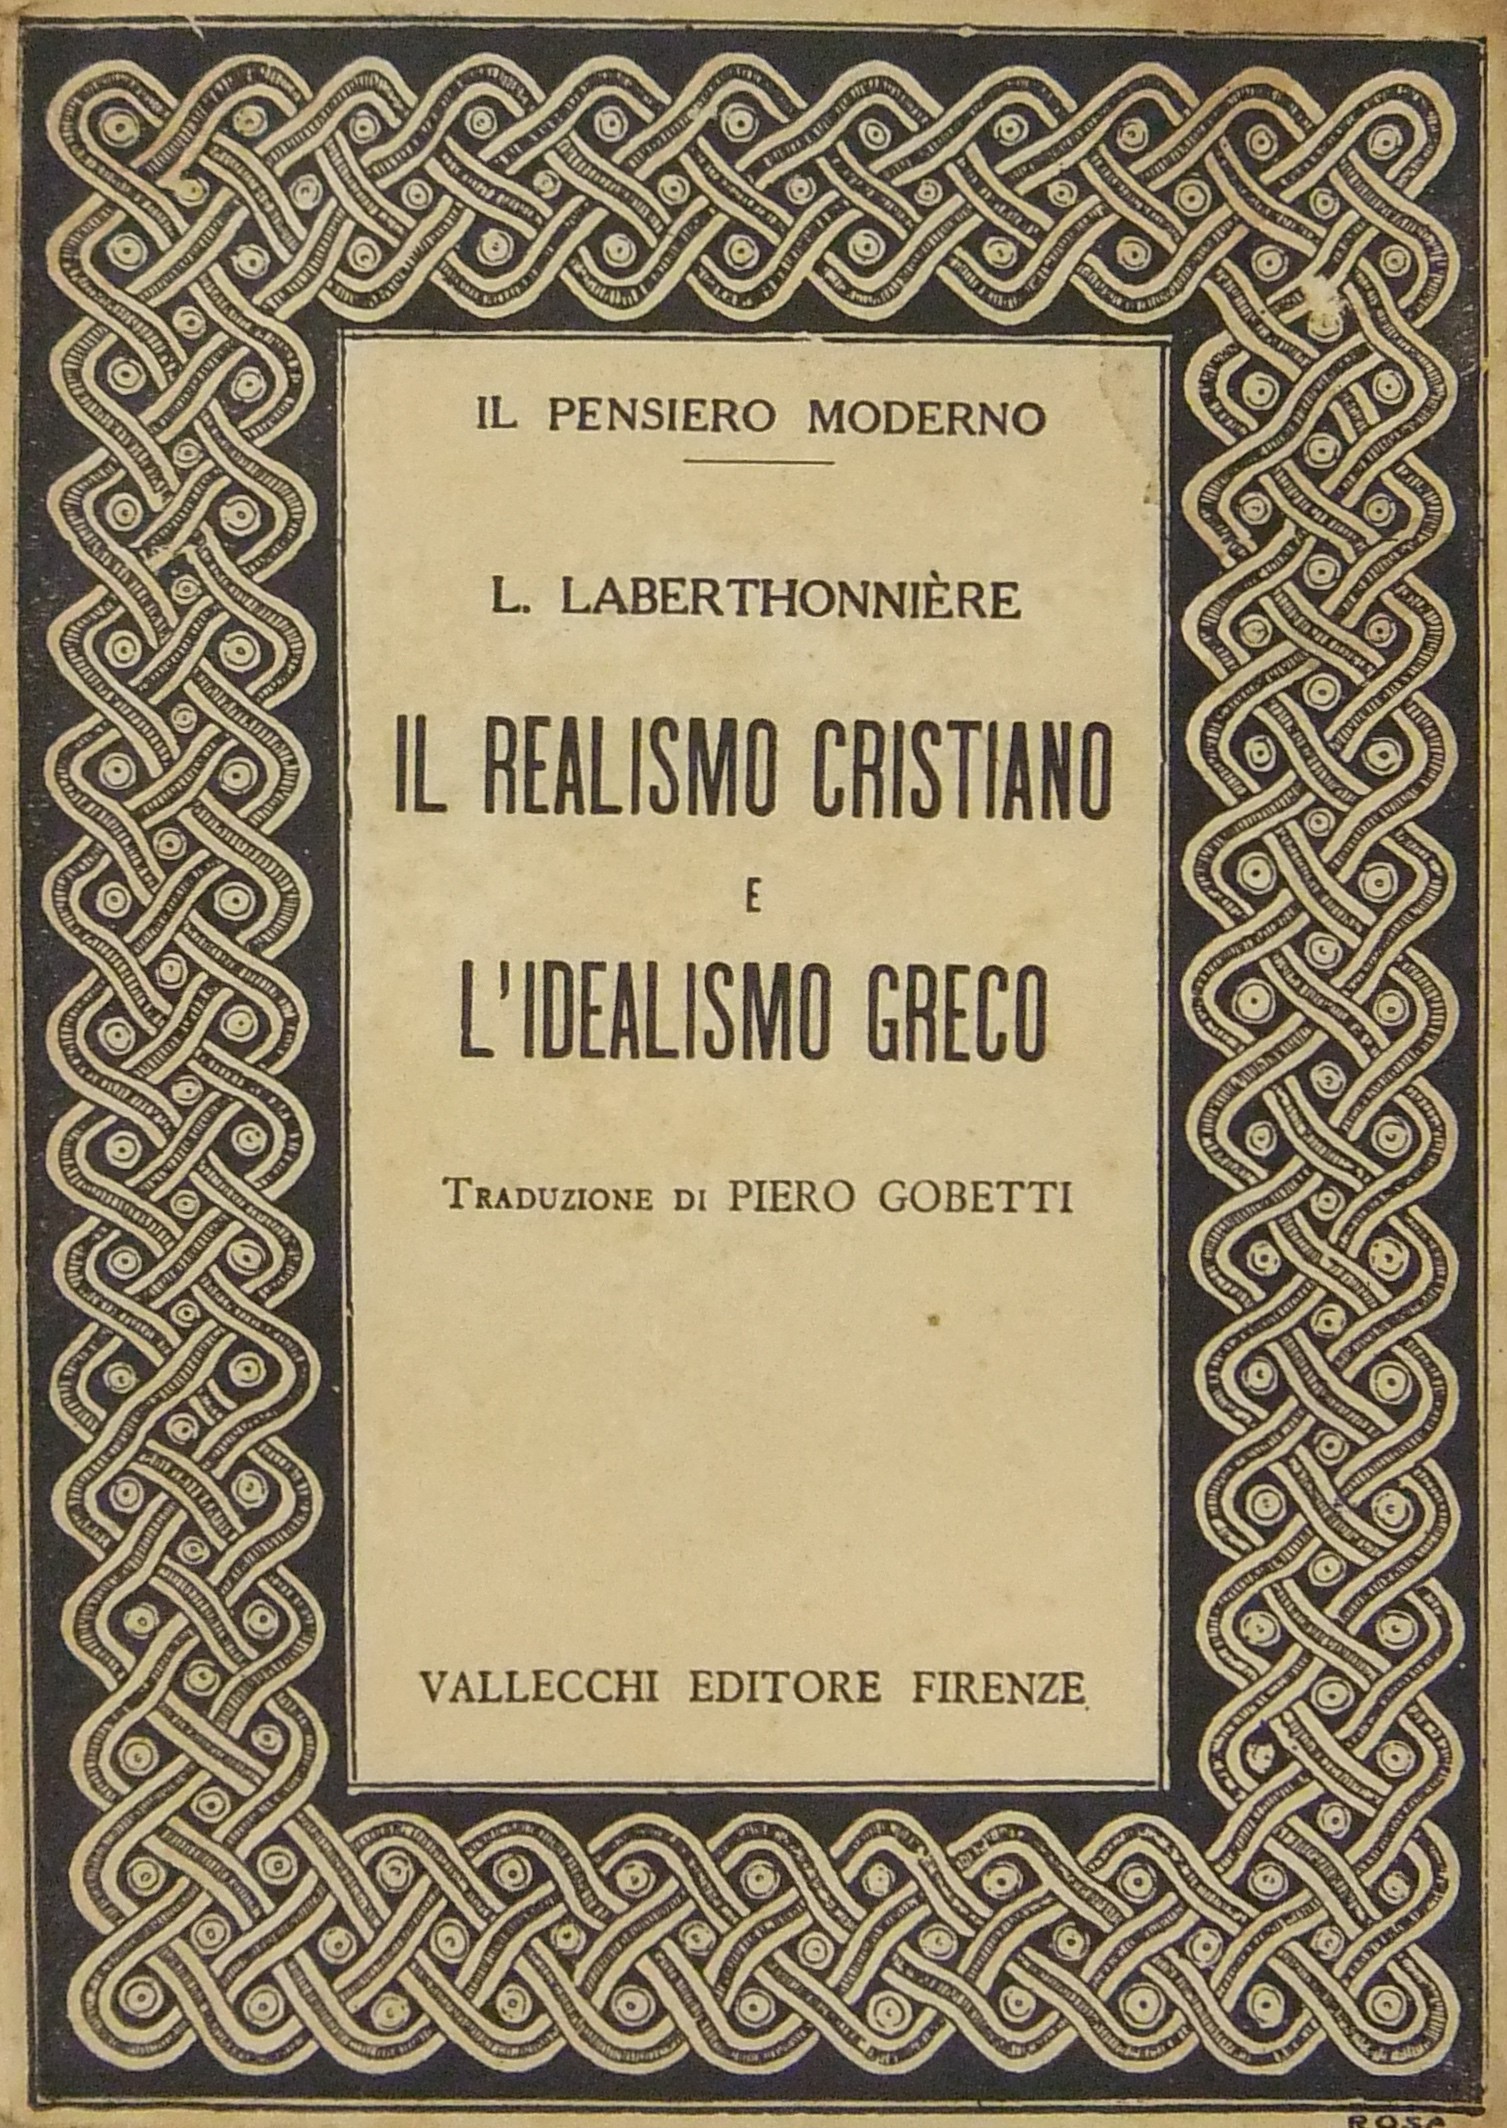 IL PENSIERO MODERNO
L. LABERTHONNIÈRE
IL REALISMO CRISTIANO
E
L'IDEALISMO GRECO
TRADUZIONE DI PIERO GOBETTI
VALLECCHI EDITORE FIRENZE